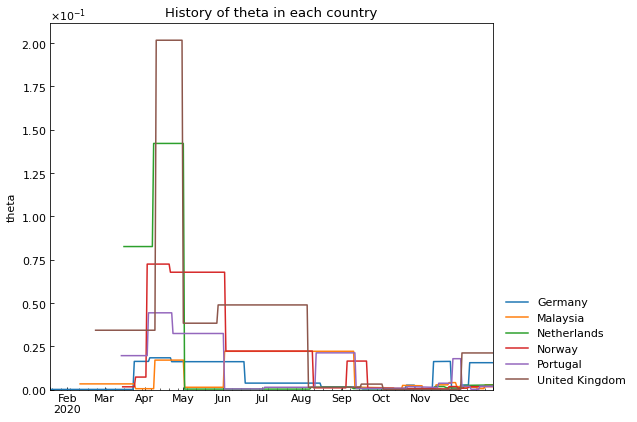 History of theta in each country
×10⁻¹
2.00
1.75
1.50
1.25
1.00
0.75
0.50
0.25
0.00
theta
Feb Mar Apr May Jun Jul Aug Sep Oct Nov Dec
2020
Germany
Malaysia
Netherlands
Norway
Portugal
United Kingdom